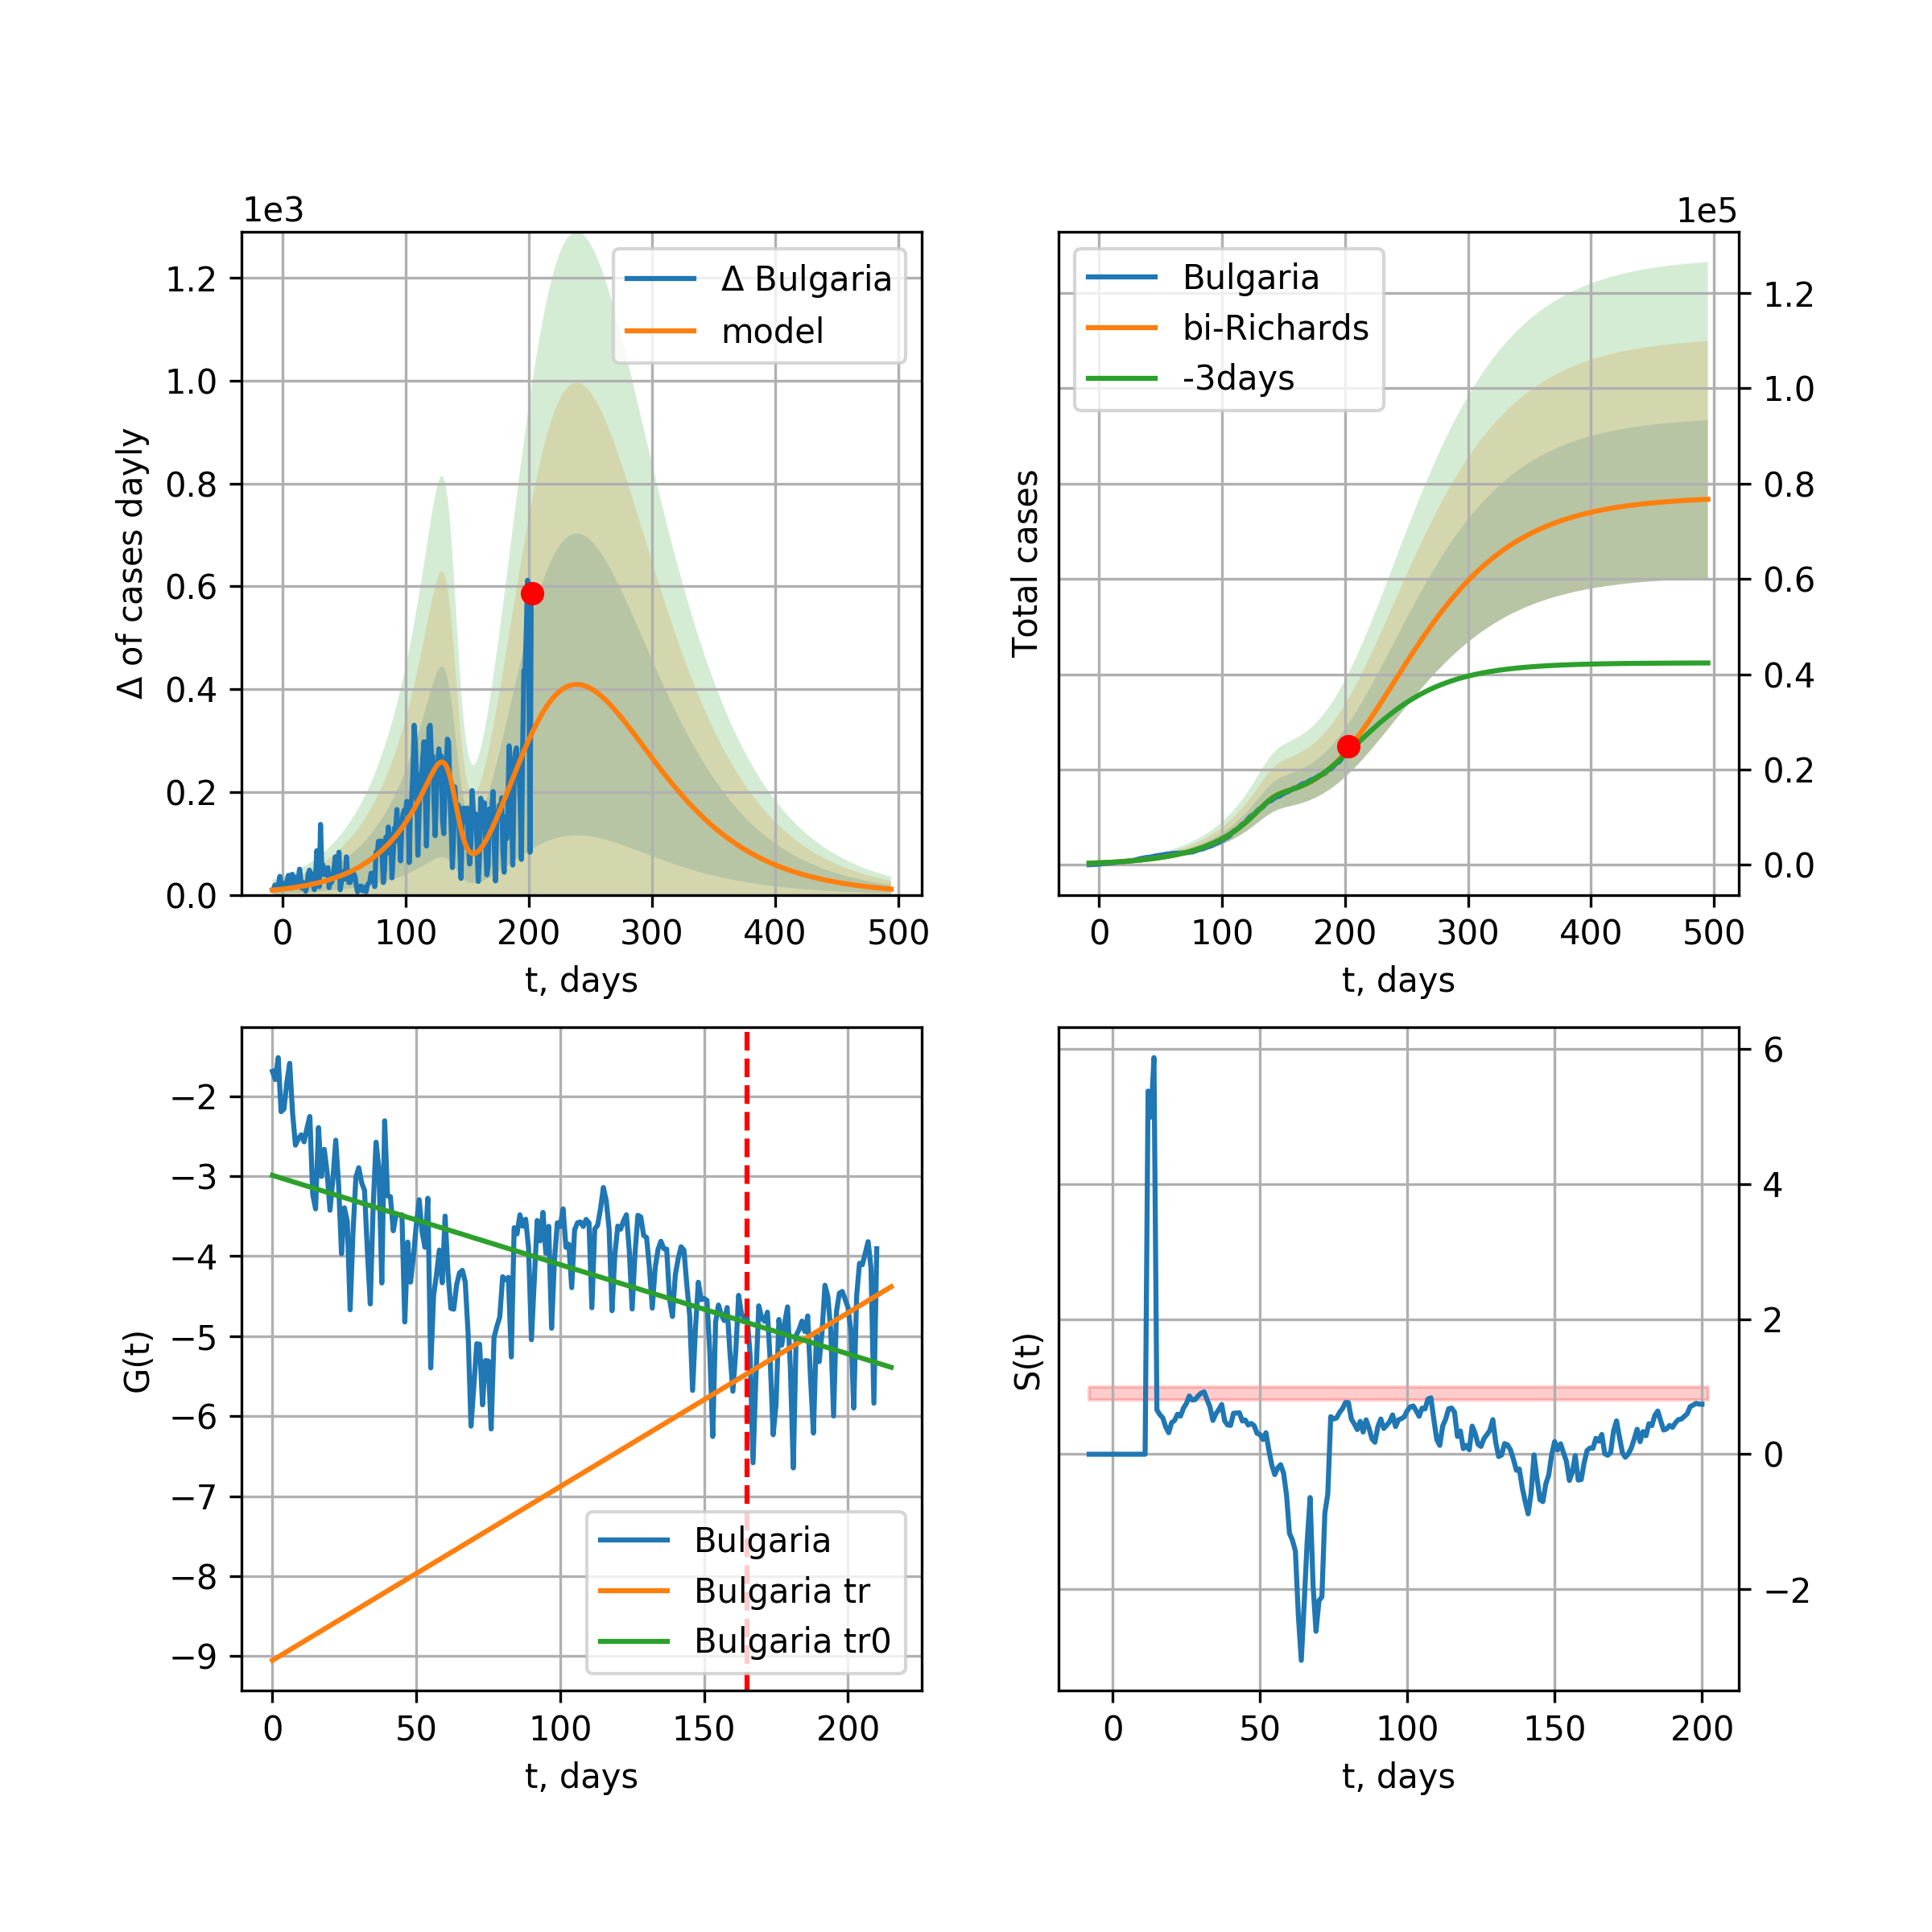 1e3
Δ of cases dayly
1.2
1.0
0.8
0.6
0.4
0.2
0.0
Δ Bulgaria
model
0 100 200 300 400 500
t, days
1e5
Total cases
Bulgaria
bi-Richards
-3days
1.2
1.0
0.8
0.6
0.4
0.2
0.0
0 100 200 300 400 500
t, days
G(t)
−2
−3
−4
−5
−6
−7
−8
−9
Bulgaria
Bulgaria tr
Bulgaria tr0
0 50 100 150 200
t, days
S(t)
6
4
2
0
−2
0 50 100 150 200
t, days